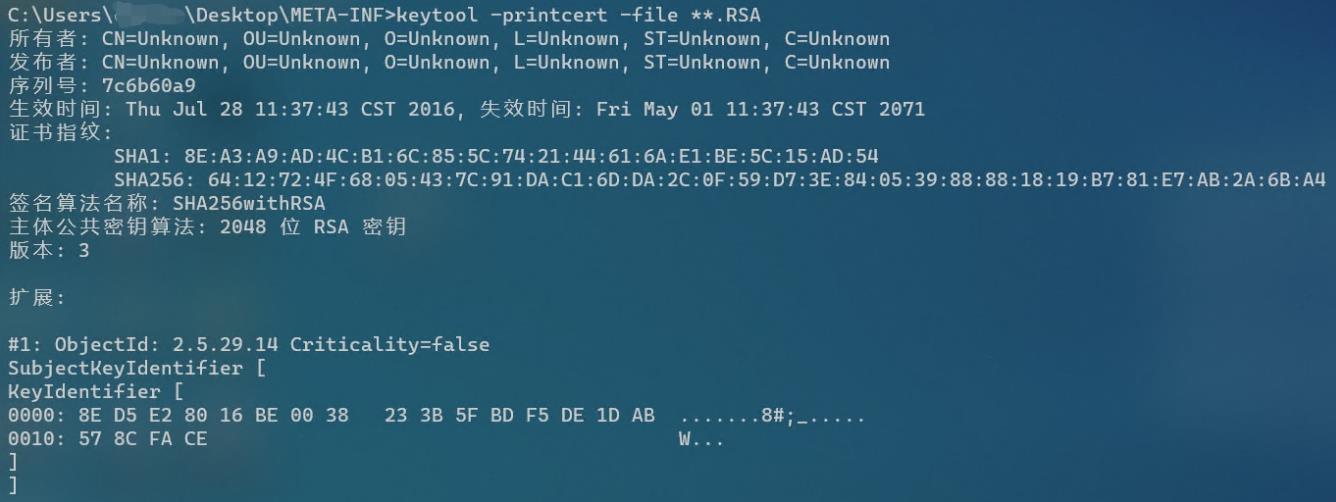 C:\Users\ \Desktop\META-INF>keytool -printcert -file **.RSA
所有者: CN=Unknown, OU=Unknown, O=Unknown, L=Unknown, ST=Unknown, C=Unknown
发布者: CN=Unknown, OU=Unknown, O=Unknown, L=Unknown, ST=Unknown, C=Unknown
序列号: 7c6b60a9
生效时间: Thu Jul 28 11:37:43 CST 2016, 失效时间: Fri May 01 11:37:43 CST 2071
证书指纹:
SHA1: 8E:A3:A9:AD:4C:B1:6C:85:5C:74:21:44:61:6A:E1:BE:5C:15:AD:54
SHA256: 64:12:72:4F:68:05:43:7C:91:DA:C1:6D:DA:2C:0F:59:D7:3E:84:05:39:88:88:18:19:B7:81:E7:AB:2A:6B:A4
签名算法名称: SHA256withRSA
主体公共密钥算法: 2048 位 RSA 密钥
版本: 3
扩展:
#1: ObjectId: 2.5.29.14 Criticality=false
SubjectKeyIdentifier [
KeyIdentifier [
0000: 8E D5 E2 80 16 BE 00 38   23 3B 5F BD F5 DE 1D AB  .......8#;_.....
0010: 57 8C FA CE                                        W...
]
]